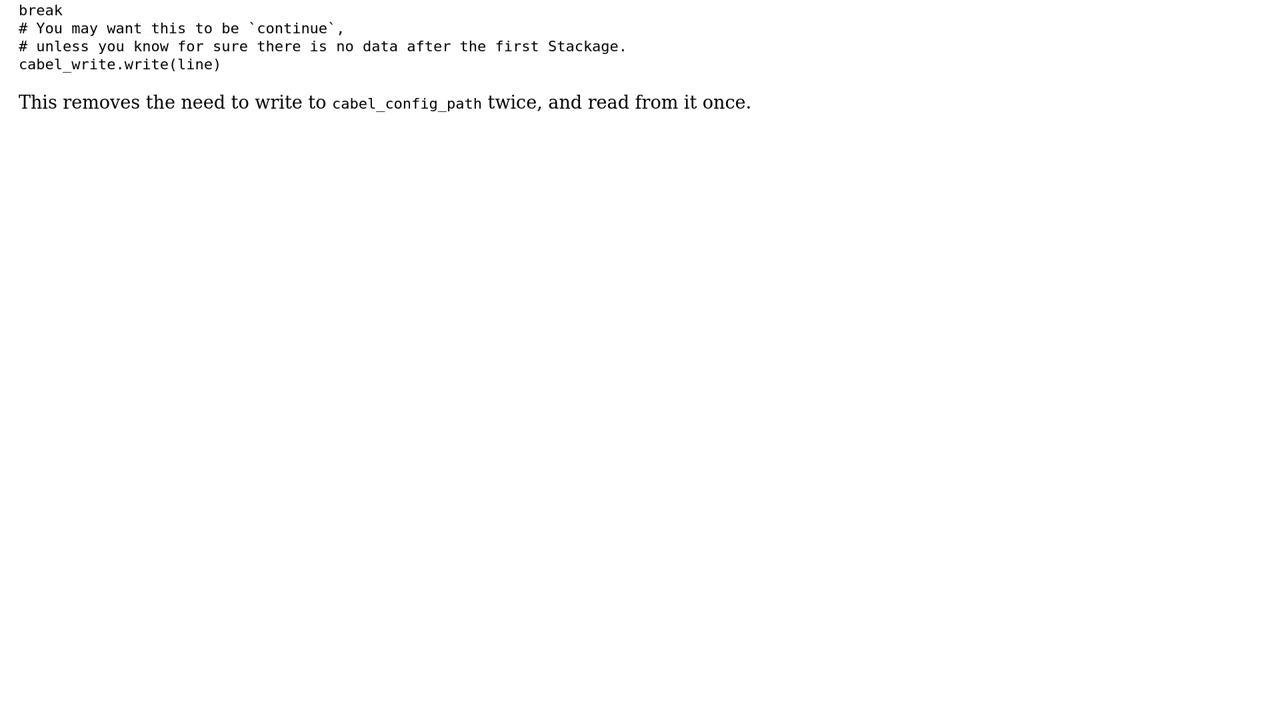 break
# You may want this to be `continue`,
# unless you know for sure there is no data after the first Stackage.
cabel_write.write(line)
This removes the need to write to cabel_config_path twice, and read from it once.